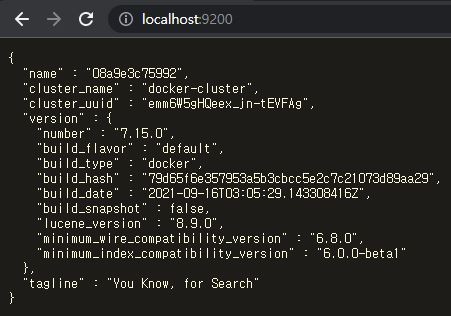 localhost:9200
{
  "name" : "08a9e3c75992",
  "cluster_name" : "docker-cluster",
  "cluster_uuid" : "emm6W5gHQeex_jn-tEVFAg",
  "version" : {
    "number" : "7.15.0",
    "build_flavor" : "default",
    "build_type" : "docker",
    "build_hash" : "79d65f6e357953a5b3cbcc5e2c7c21073d89aa29",
    "build_date" : "2021-09-16T03:05:29.143308416Z",
    "build_snapshot" : false,
    "lucene_version" : "8.9.0",
    "minimum_wire_compatibility_version" : "6.8.0",
    "minimum_index_compatibility_version" : "6.0.0-beta1"
  },
  "tagline" : "You Know, for Search"
}